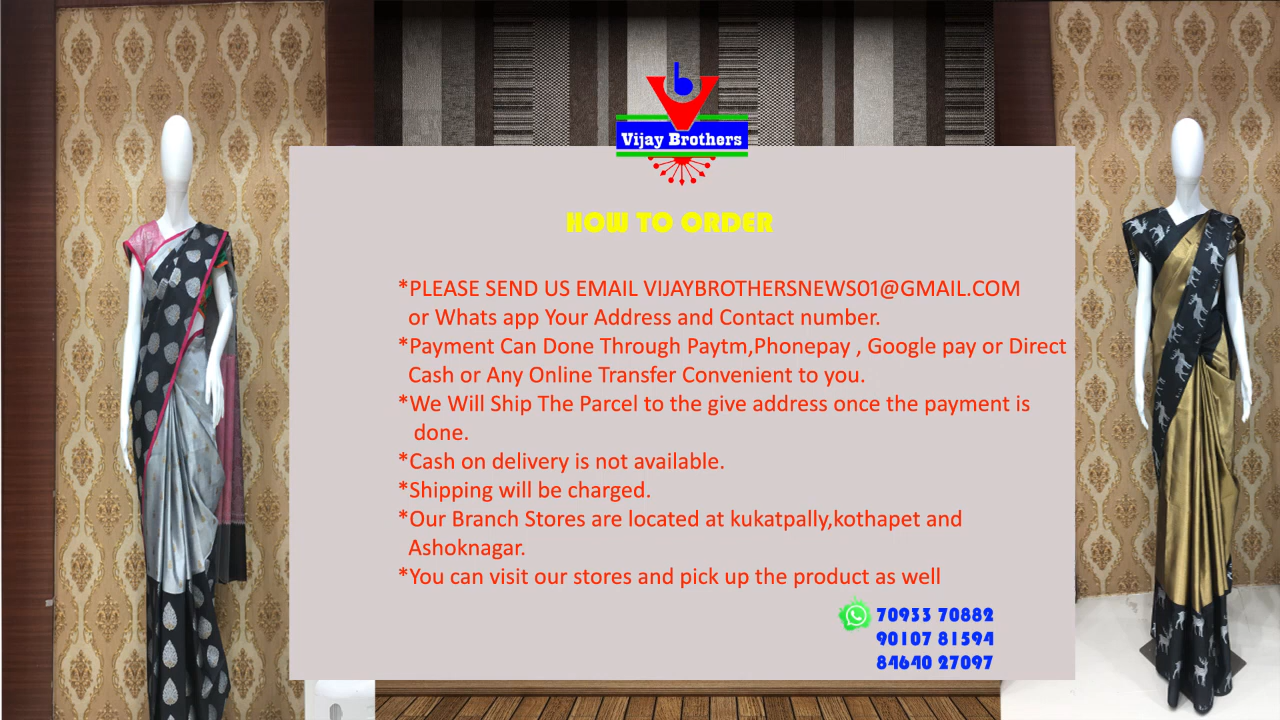 b
Vijay Brothers
HOW TO ORDER
*PLEASE SEND US EMAIL VIJAYBROTHERSNEWS01@GMAIL.COM
or Whats app Your Address and Contact number.
*Payment Can Done Through Paytm,Phonepay , Google pay or Direct
Cash or Any Online Transfer Convenient to you.
*We Will Ship The Parcel to the give address once the payment is
done.
*Cash on delivery is not available.
*Shipping will be charged.
*Our Branch Stores are located at kukatpally,kothapet and
Ashoknagar.
*You can visit our stores and pick up the product as well
70933 70882
90107 81594
84640 27097